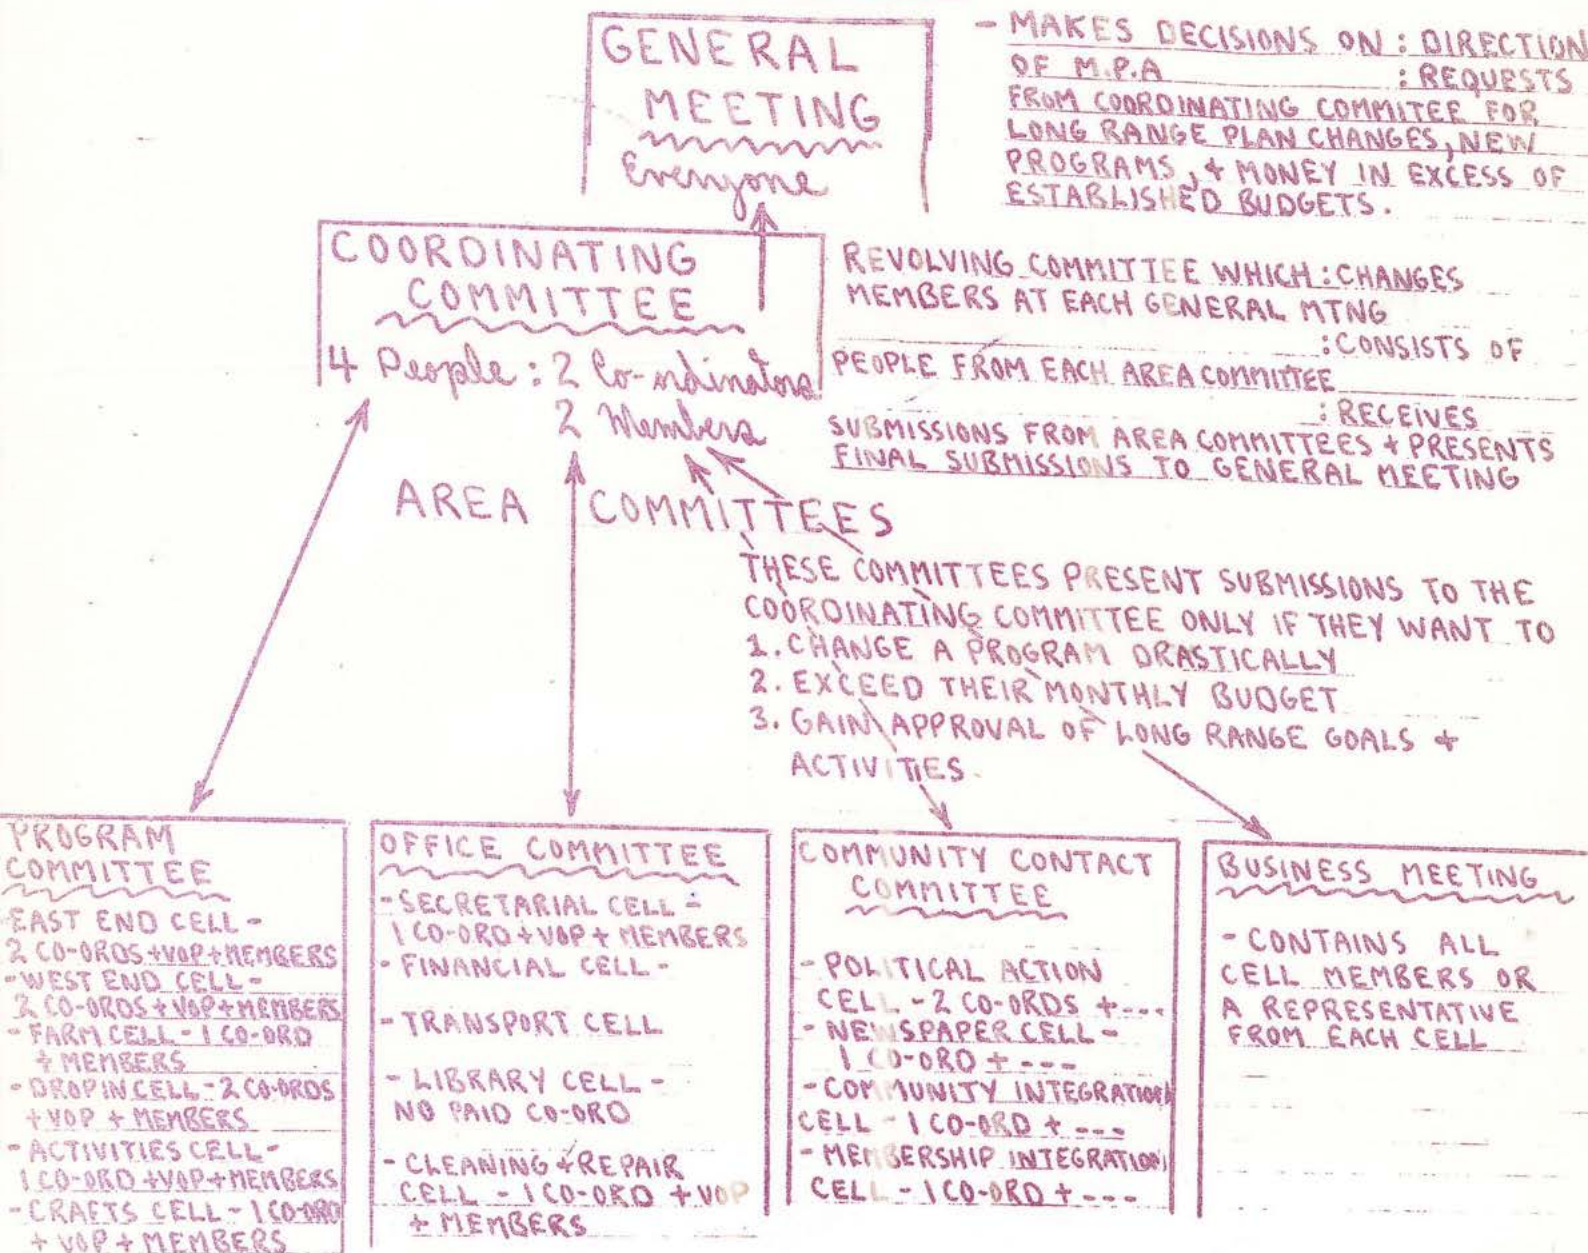 GENERAL
MEETING
Everyone
- MAKES DECISIONS ON : DIRECTION
OF M.P.A : REQUESTS
FROM COORDINATING COMMITEE FOR
LONG RANGE PLAN CHANGES, NEW
PROGRAMS, + MONEY IN EXCESS OF
ESTABLISHED BUDGETS.
COORDINATING
COMMITTEE
4 People : 2 Co-ordinators
2 Members
REVOLVING COMMITTEE WHICH : CHANGES
MEMBERS AT EACH GENERAL MTNG
: CONSISTS OF
PEOPLE FROM EACH AREA COMMITTEE
: RECEIVES
SUBMISSIONS FROM AREA COMMITTEES + PRESENTS
FINAL SUBMISSIONS TO GENERAL MEETING
AREA COMMITTEES
THESE COMMITTEES PRESENT SUBMISSIONS TO THE
COORDINATING COMMITTEE ONLY IF THEY WANT TO
1. CHANGE A PROGRAM DRASTICALLY
2. EXCEED THEIR MONTHLY BUDGET
3. GAIN APPROVAL OF LONG RANGE GOALS +
ACTIVITIES.
PROGRAM
COMMITTEE
EAST END CELL -
2 CO-ORDS + VOP + MEMBERS
- WEST END CELL -
2 CO-ORDS + VOP + MEMBERS
- FARM CELL - 1 CO-ORD
+ MEMBERS
- DROP IN CELL - 2 CO-ORDS
+ VOP + MEMBERS
- ACTIVITIES CELL -
1 CO-ORD + VOP + MEMBERS
- CRAFTS CELL - 1 CO-ORD
+ VOP + MEMBERS
OFFICE COMMITTEE
- SECRETARIAL CELL -
1 CO-ORD + VOP + MEMBERS
- FINANCIAL CELL -
- TRANSPORT CELL
- LIBRARY CELL -
NO PAID CO-ORD
- CLEANING + REPAIR
CELL - 1 CO-ORD + VOP
+ MEMBERS
COMMUNITY CONTACT
COMMITTEE
- POLITICAL ACTION
CELL - 2 CO-ORDS + ---
- NEWSPAPER CELL -
1 CO-ORD + ---
- COMMUNITY INTEGRATION
CELL - 1 CO-ORD + ---
- MEMBERSHIP INTEGRATION
CELL - 1 CO-ORD + ---
BUSINESS MEETING
- CONTAINS ALL
CELL MEMBERS OR
A REPRESENTATIVE
FROM EACH CELL